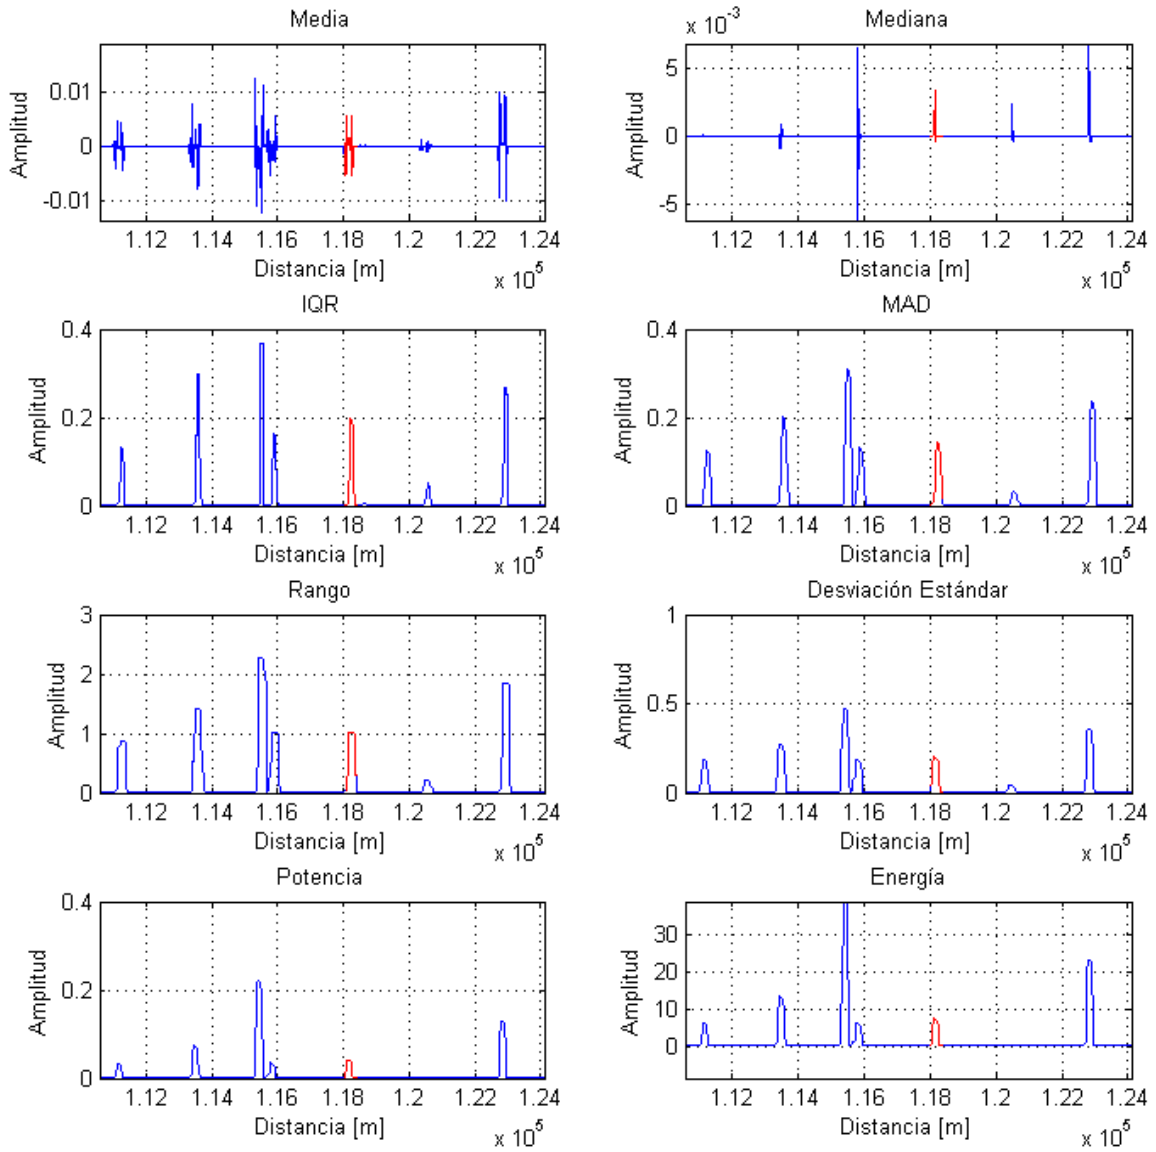 Media
Amplitud
0.01
0
-0.01
1.12 1.14 1.16 1.18 1.2 1.22 1.24
Distancia [m]
x 10^5
x 10^-3
Mediana
Amplitud
5
0
-5
1.12 1.14 1.16 1.18 1.2 1.22 1.24
Distancia [m]
x 10^5
IQR
Amplitud
0.4
0.2
0
1.12 1.14 1.16 1.18 1.2 1.22 1.24
Distancia [m]
x 10^5
MAD
Amplitud
0.4
0.2
0
1.12 1.14 1.16 1.18 1.2 1.22 1.24
Distancia [m]
x 10^5
Rango
Amplitud
3
2
1
0
1.12 1.14 1.16 1.18 1.2 1.22 1.24
Distancia [m]
x 10^5
Desviación Estándar
Amplitud
1
0.5
0
1.12 1.14 1.16 1.18 1.2 1.22 1.24
Distancia [m]
x 10^5
Potencia
Amplitud
0.4
0.2
0
1.12 1.14 1.16 1.18 1.2 1.22 1.24
Distancia [m]
x 10^5
Energía
Amplitud
30
20
10
0
1.12 1.14 1.16 1.18 1.2 1.22 1.24
Distancia [m]
x 10^5